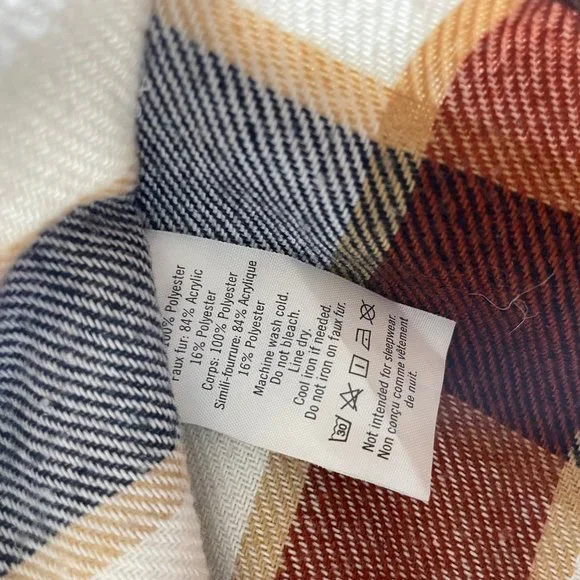 100% Polyester
Faux fur: 84% Acrylic
16% Polyester
Corps: 100% Polyester
Simili-fourrure: 84% Acrylique
16% Polyester
Machine wash cold.
Do not bleach.
Line dry.
Cool iron if needed.
Do not iron on faux fur.
30
Not intended for sleepwear.
Non conçu comme vêtement
de nuit.